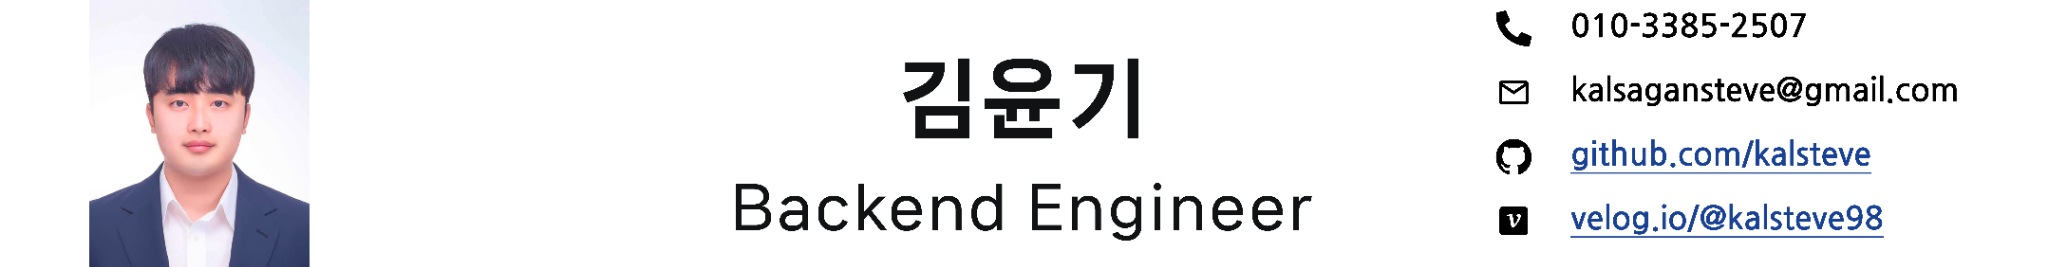 김윤기
Backend Engineer
010-3385-2507
kalsagansteve@gmail.com
github.com/kalsteve
velog.io/@kalsteve98